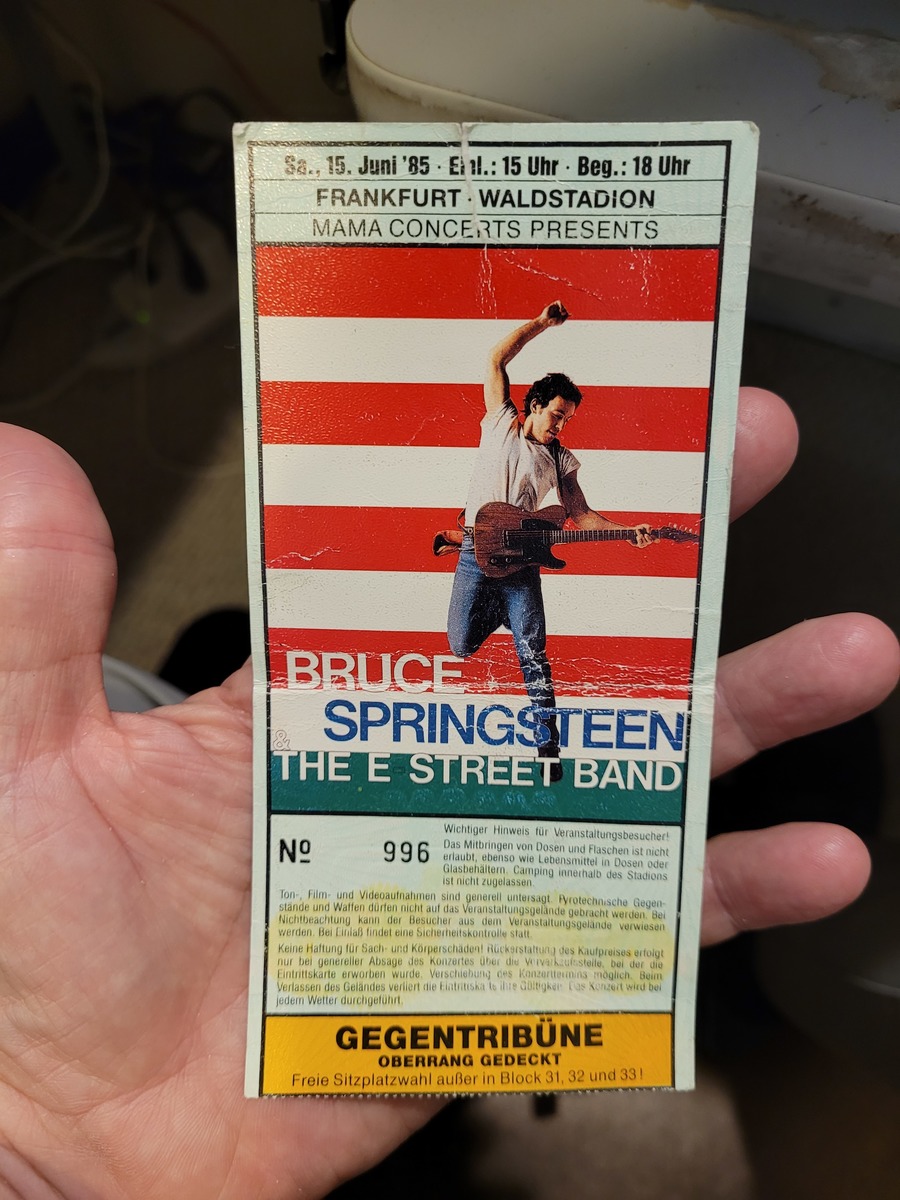 Sa., 15. Juni '85 · Einl.: 15 Uhr · Beg.: 18 Uhr
FRANKFURT · WALDSTADION
MAMA CONCERTS PRESENTS
BRUCE
SPRINGSTEEN
&
THE E STREET BAND
Nº 996
Wichtiger Hinweis für Veranstaltungsbesucher!
Das Mitbringen von Dosen und Flaschen ist nicht
erlaubt, ebenso wie Lebensmittel in Dosen oder
Glasbehältern. Camping innerhalb des Stadions
ist nicht zugelassen.
Ton-, Film- und Videoaufnahmen sind generell untersagt. Pyrotechnische Gegen-
stände und Waffen dürfen nicht auf das Veranstaltungsgelände gebracht werden. Bei
Nichtbeachtung kann der Besucher aus dem Veranstaltungsgelände verwiesen
werden. Bei Einlaß findet eine Sicherheitskontrolle statt.
Keine Haftung für Sach- und Körperschäden! Rückerstattung des Kaufpreises erfolgt
nur bei genereller Absage des Konzertes über die Vorverkaufsstelle, bei der die
Eintrittskarte erworben wurde. Verschiebung des Konzerttermins möglich. Beim
Verlassen des Geländes verliert die ihre Das Konzert wird bei
jedem Wetter durchgeführt.
GEGENTRIBÜNE
OBERRANG GEDECKT
Freie Sitzplatzwahl außer in Block 31, 32 und 33!